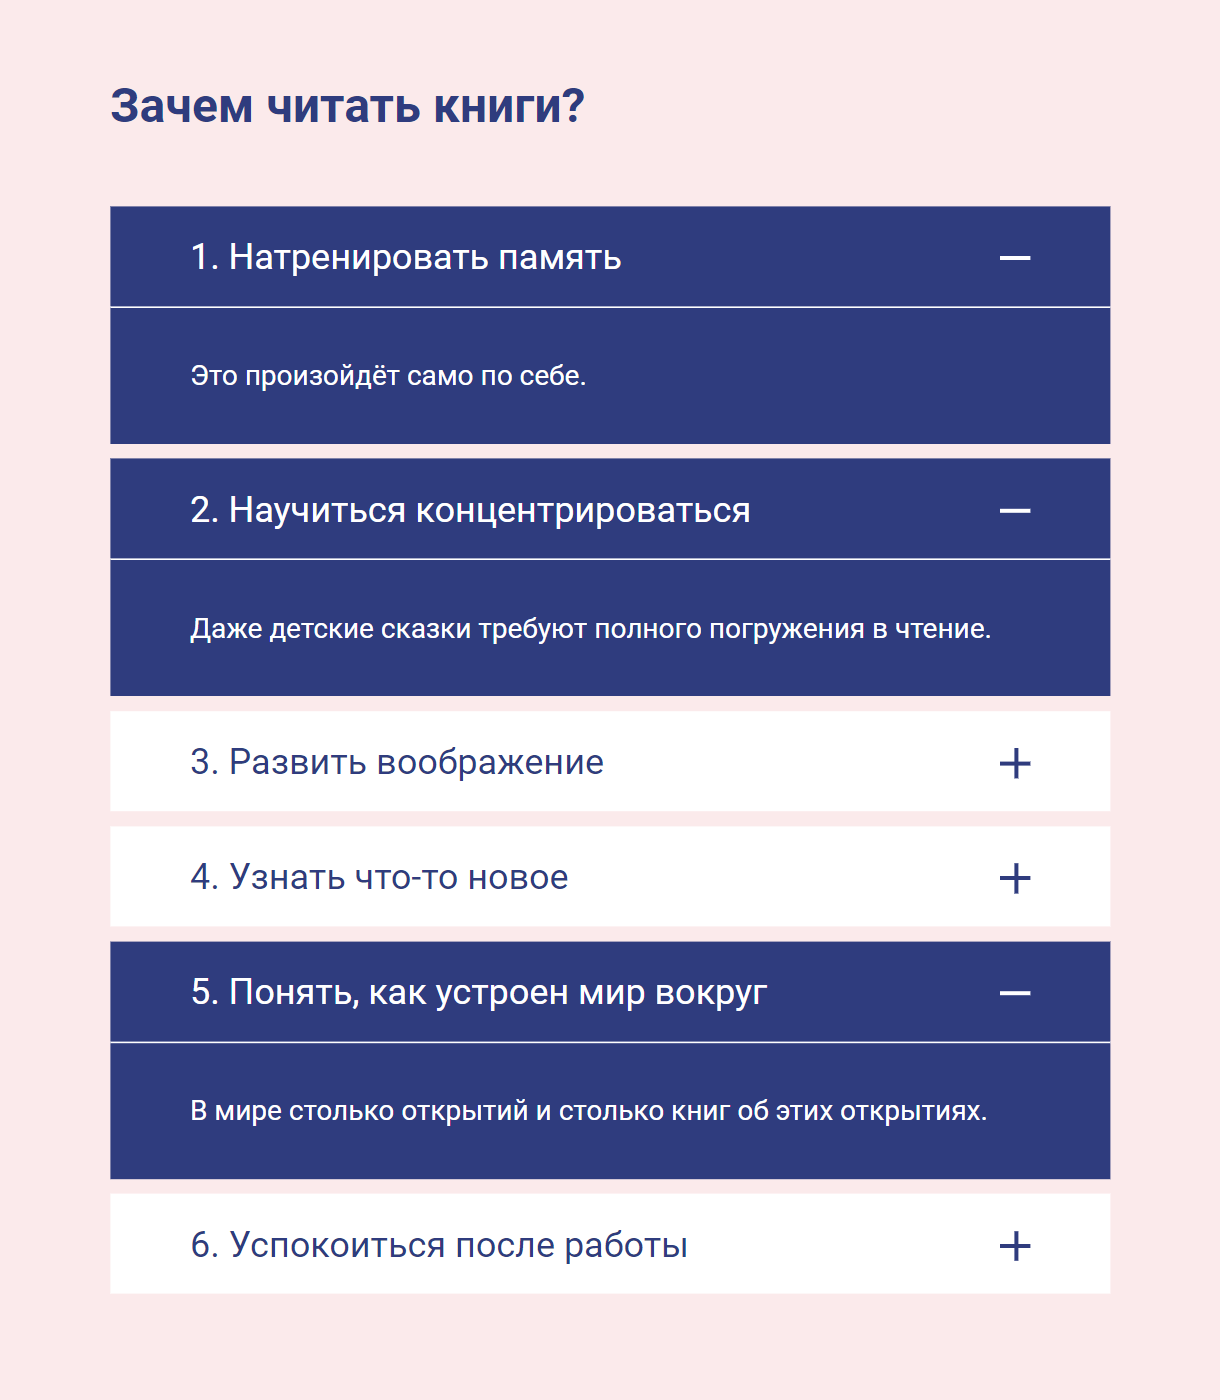 Зачем читать книги?
1. Натренировать память
Это произойдёт само по себе.
2. Научиться концентрироваться
Даже детские сказки требуют полного погружения в чтение.
3. Развить воображение
4. Узнать что-то новое
5. Понять, как устроен мир вокруг
В мире столько открытий и столько книг об этих открытиях.
6. Успокоиться после работы